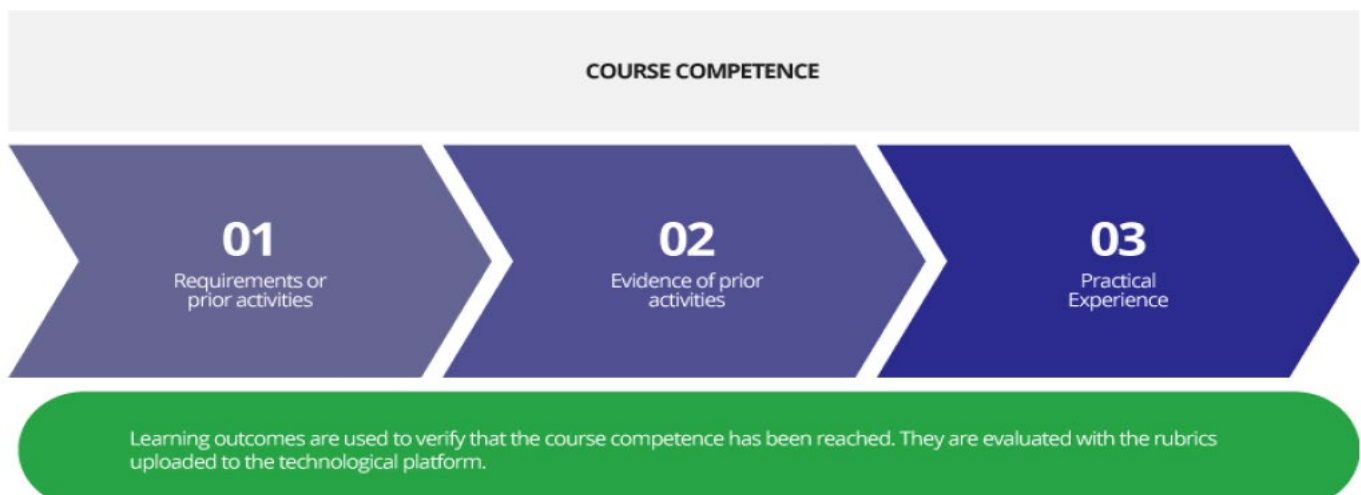 COURSE COMPETENCE
01
Requirements or
prior activities
02
Evidence of prior
activities
03
Practical
Experience
Learning outcomes are used to verify that the course competence has been reached. They are evaluated with the rubrics
uploaded to the technological platform.